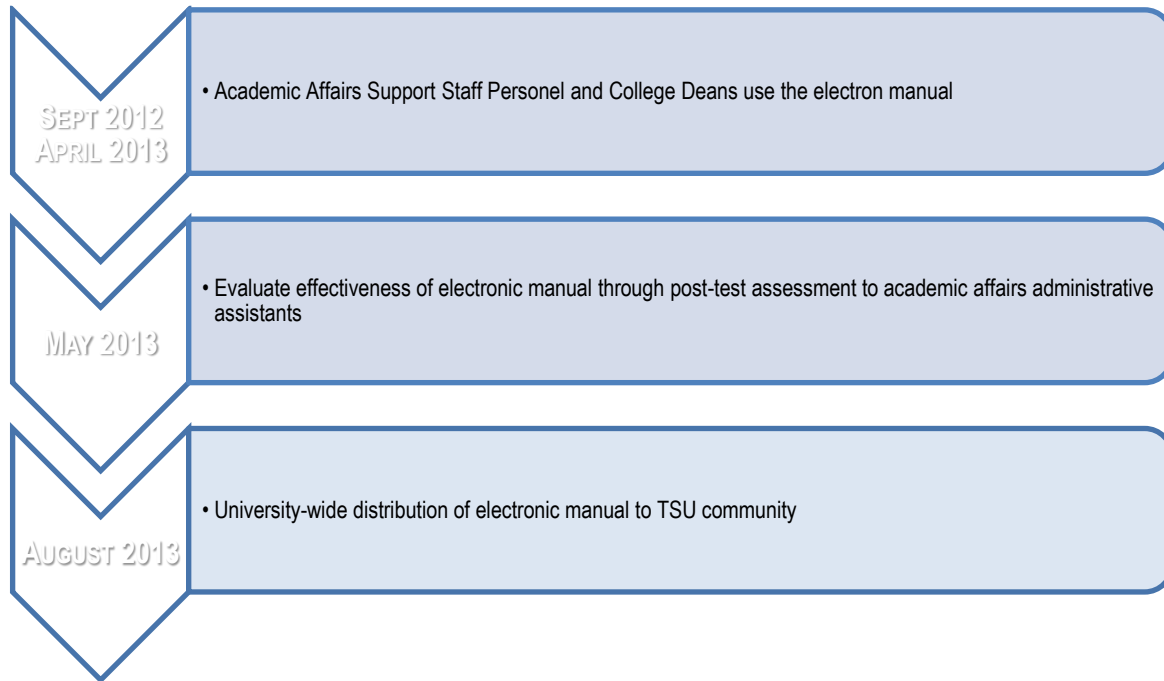 SEPT 2012
APRIL 2013
• Academic Affairs Support Staff Personel and College Deans use the electron manual
MAY 2013
• Evaluate effectiveness of electronic manual through post-test assessment to academic affairs administrative
assistants
AUGUST 2013
• University-wide distribution of electronic manual to TSU community